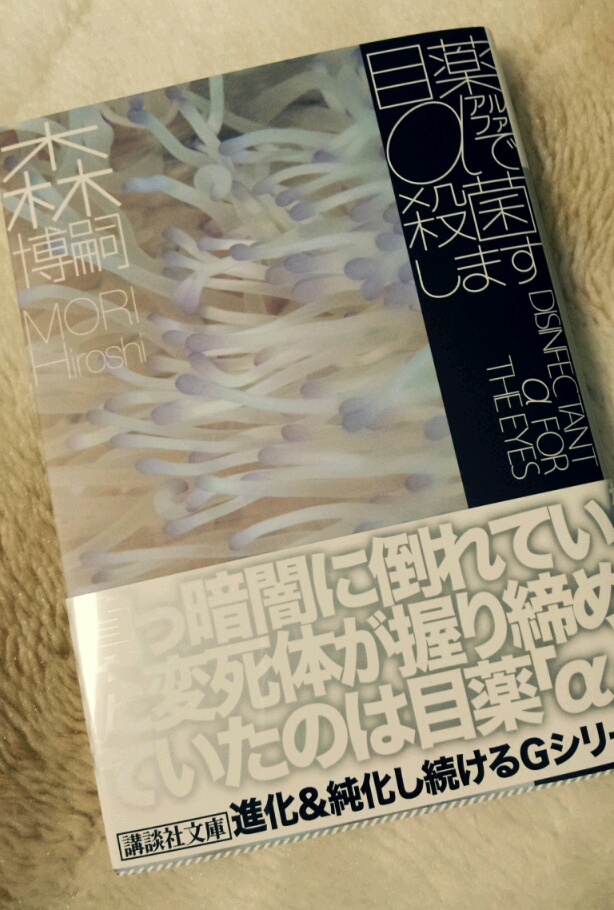 目薬
αで
アルファ
殺菌
します
DISINFECTANT
α FOR
THE EYES
森
博嗣
MORI
Hiroshi
真っ暗闇に倒れてい
た変死体が握り締め
ていたのは目薬「α
講談社文庫 進化&純化し続けるGシリー